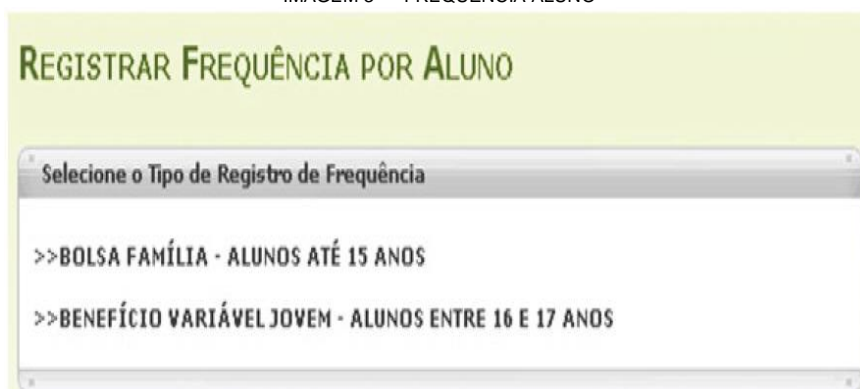 REGISTRAR FREQUÊNCIA POR ALUNO
Selecione o Tipo de Registro de Frequência
>>BOLSA FAMÍLIA - ALUNOS ATÉ 15 ANOS
>>BENEFÍCIO VARIÁVEL JOVEM - ALUNOS ENTRE 16 E 17 ANOS